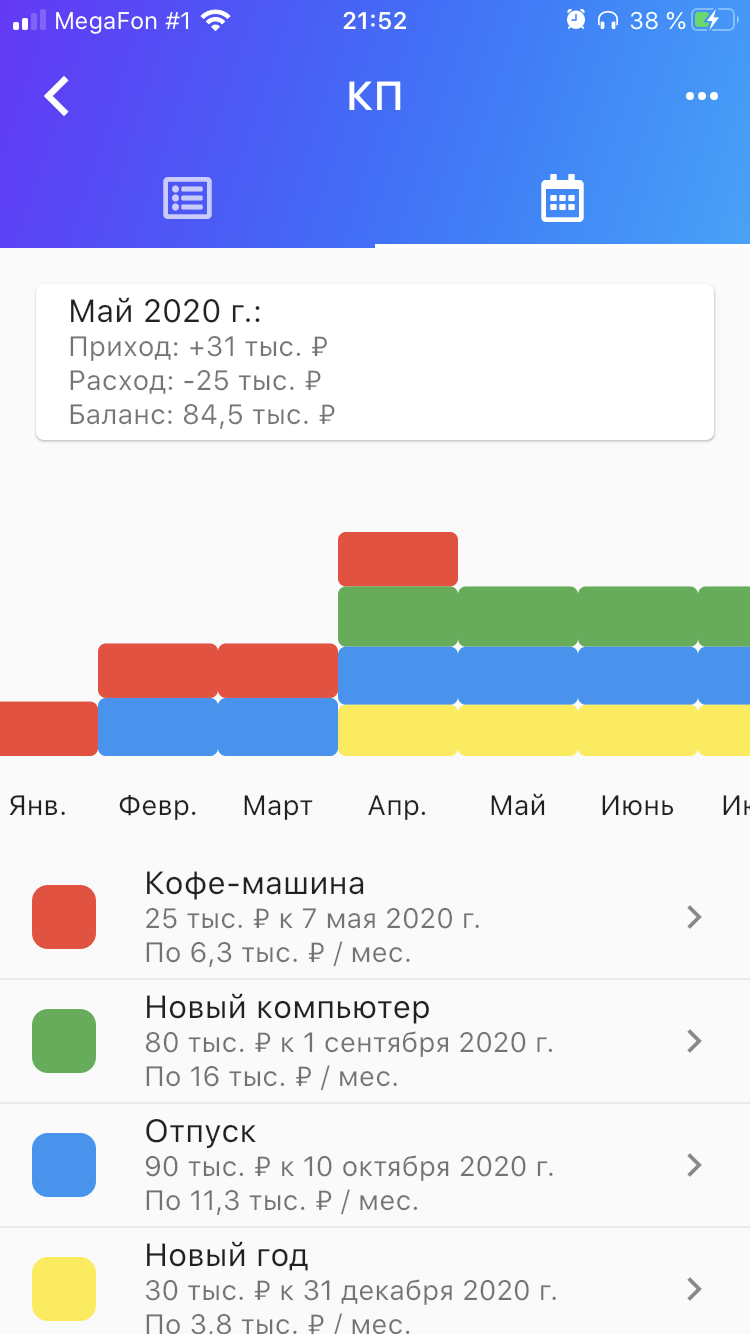 MegaFon #1 21:52 38 %
КП
Май 2020 г.:
Приход: +31 тыс. ₽
Расход: -25 тыс. ₽
Баланс: 84,5 тыс. ₽
Янв. Февр. Март Апр. Май Июнь
Кофе-машина
25 тыс. ₽ к 7 мая 2020 г.
По 6,3 тыс. ₽ / мес.
Новый компьютер
80 тыс. ₽ к 1 сентября 2020 г.
По 16 тыс. ₽ / мес.
Отпуск
90 тыс. ₽ к 10 октября 2020 г.
По 11,3 тыс. ₽ / мес.
Новый год
30 тыс. ₽ к 31 декабря 2020 г.
По 3,8 тыс. ₽ / мес.